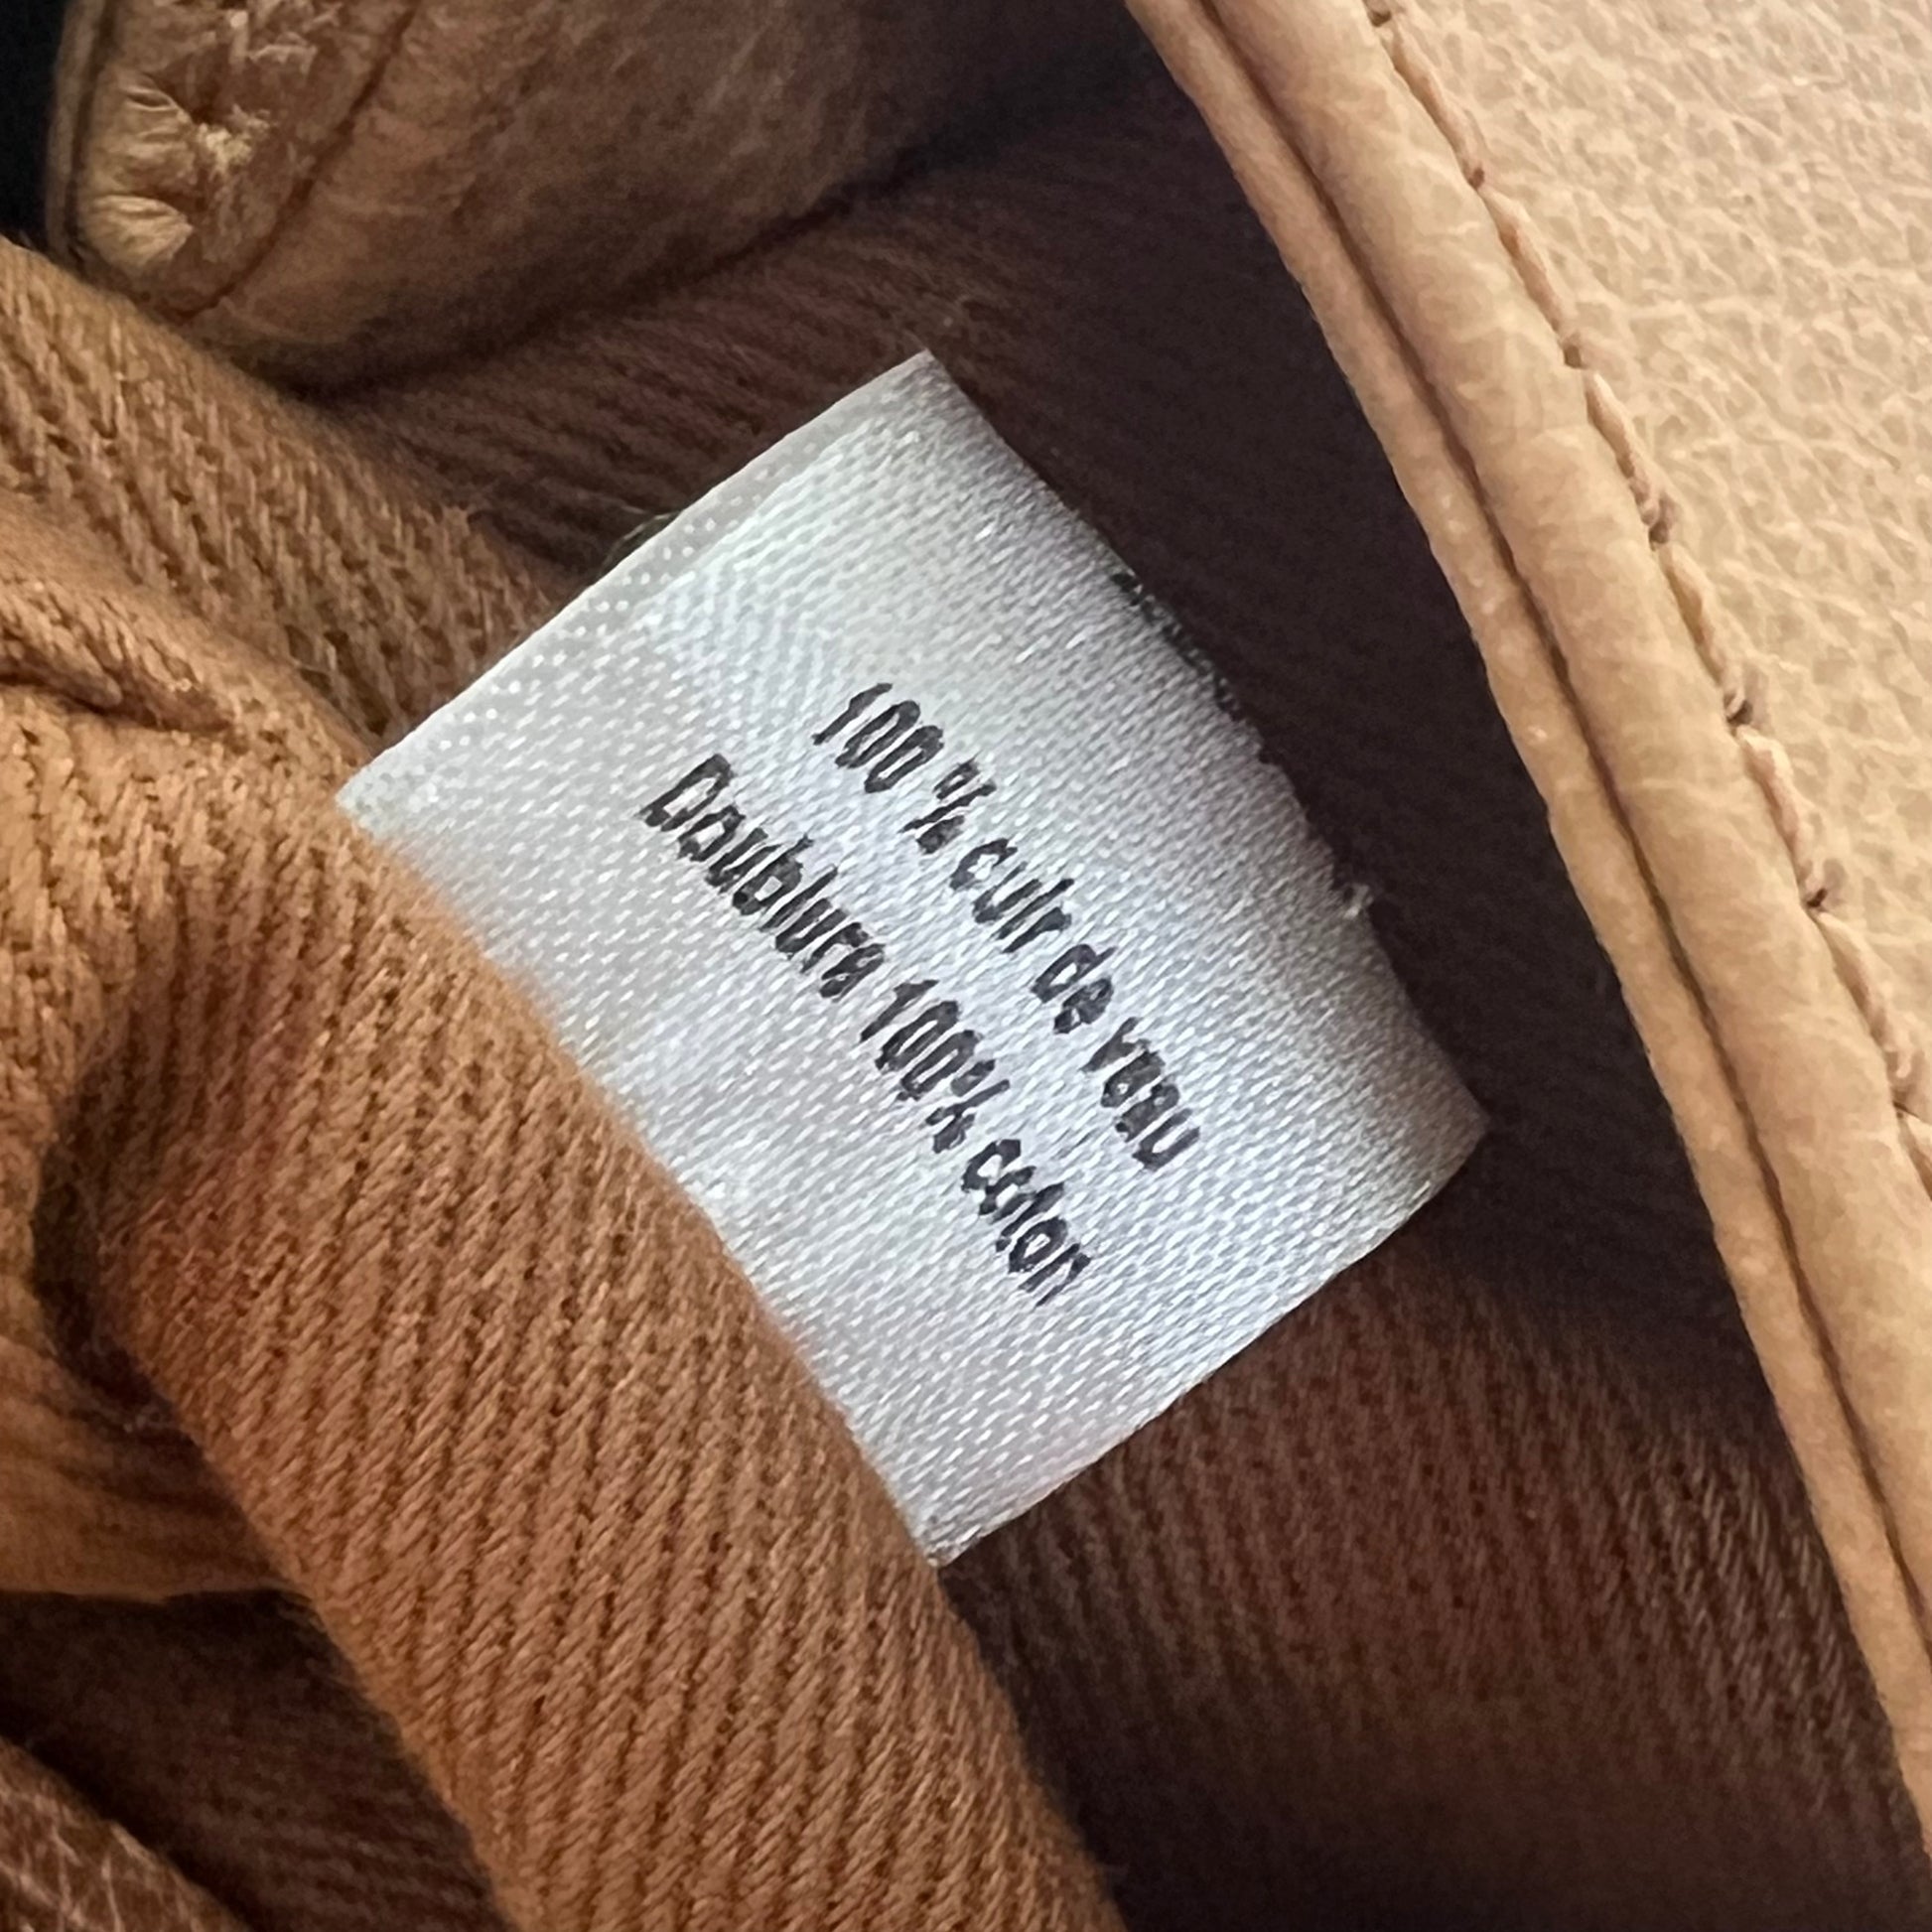 100 % cuir de veau
Doublure 100% coton